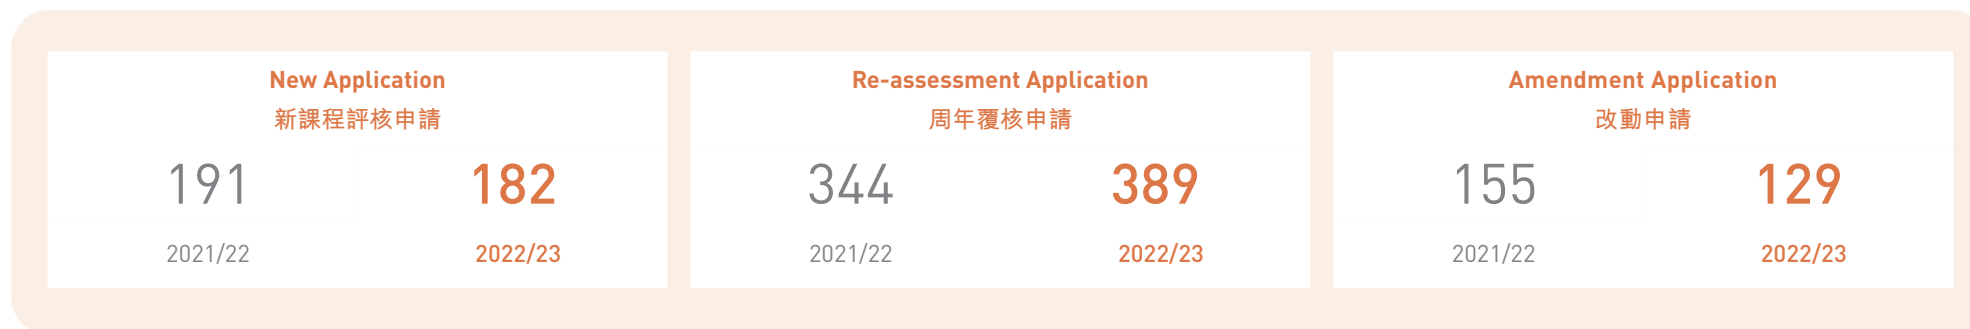 New Application
新課程評核申請
191 182
2021/22 2022/23
Re-assessment Application
周年覆核申請
344 389
2021/22 2022/23
Amendment Application
改動申請
155 129
2021/22 2022/23